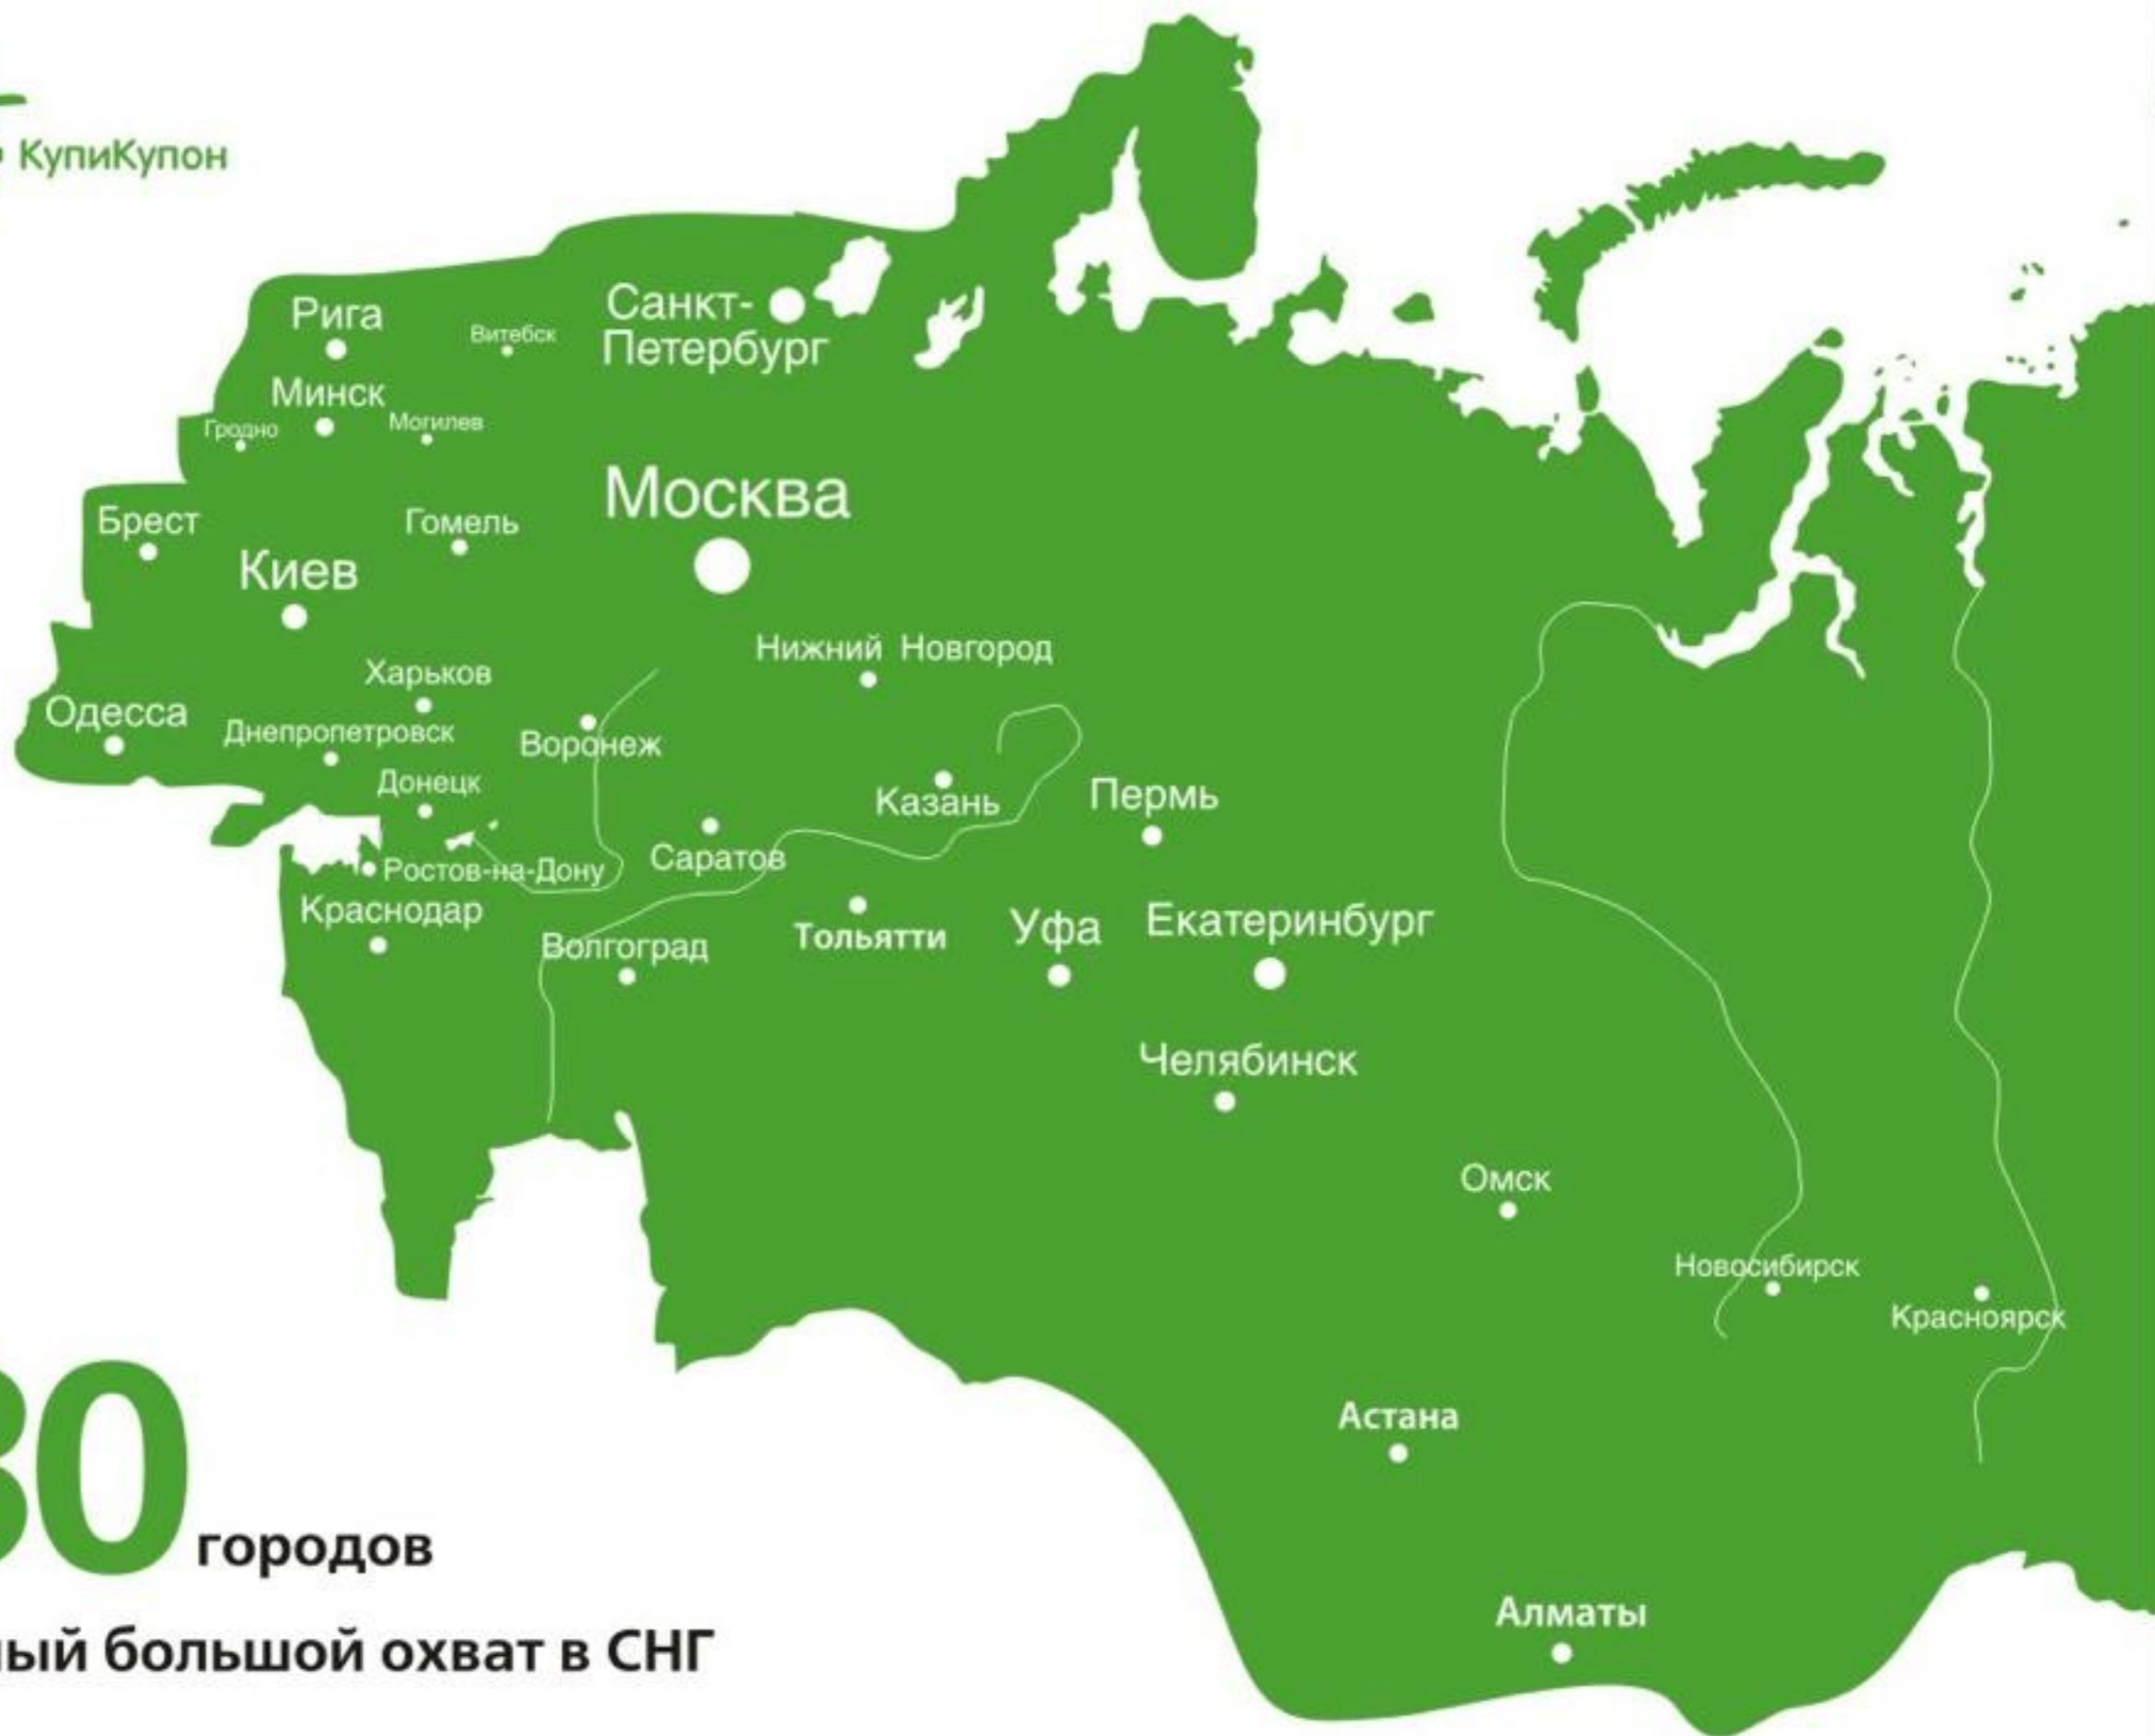 КупиКупон
Рига
Витебск
Санкт-
Петербург
Минск
Гродно
Могилев
Москва
Брест
Гомель
Киев
Нижний Новгород
Харьков
Одесса
Днепропетровск
Воронеж
Донецк
Казань
Пермь
Саратов
Ростов-на-Дону
Краснодар
Волгоград
Тольятти
Уфа
Екатеринбург
Челябинск
Омск
Новосибирск
Красноярск
Астана
Алматы
0 городов
большой охват в СНГ